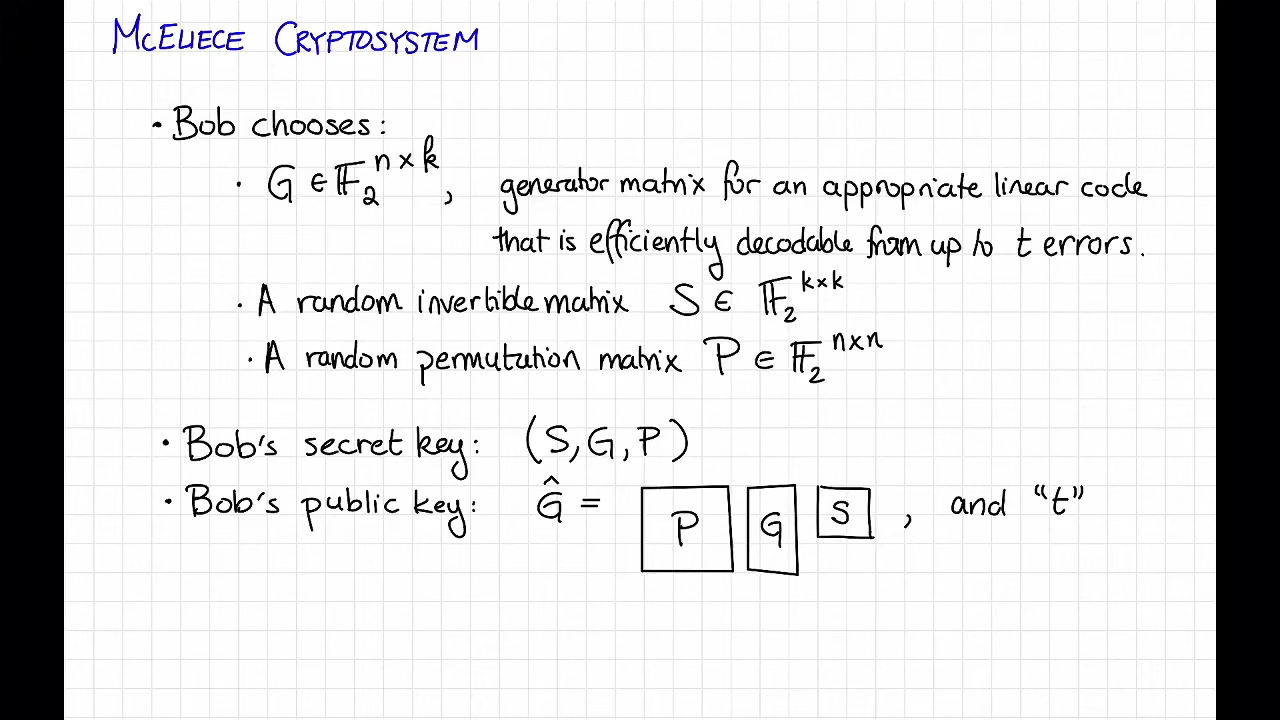 McEliece Cryptosystem
• Bob chooses:
• G ∈ 𝔽₂^{n×k}, generator matrix for an appropriate linear code
that is efficiently decodable from up to t errors.
• A random invertible matrix S ∈ 𝔽₂^{k×k}
• A random permutation matrix P ∈ 𝔽₂^{n×n}
• Bob's secret key: (S, G, P)
• Bob's public key: Ĝ = P G S , and "t"